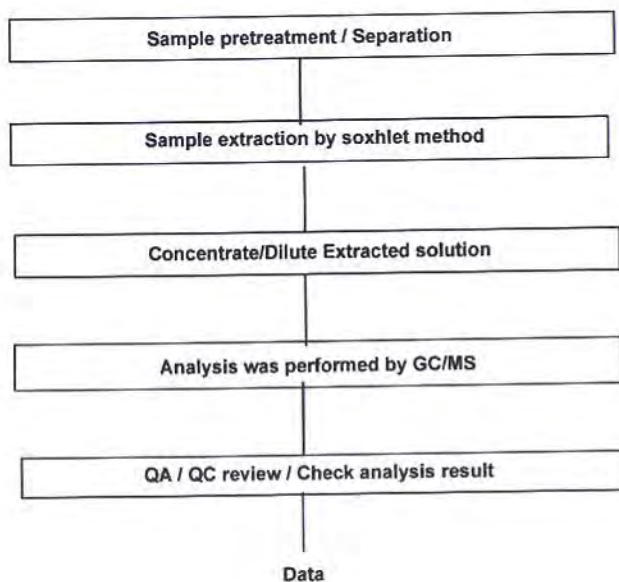 Sample pretreatment / Separation
Sample extraction by soxhlet method
Concentrate/Dilute Extracted solution
Analysis was performed by GC/MS
QA / QC review / Check analysis result
Data